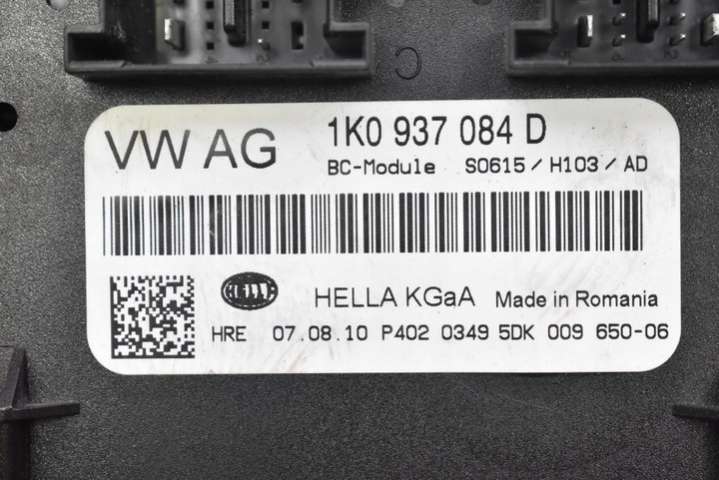 C
VW AG
1K0 937 084 D
BC-Module S0615 / H103 / AD
HELLA
HELLA KGaA Made in Romania
HRE 07.08.10 P402 0349 5DK 009 650-06